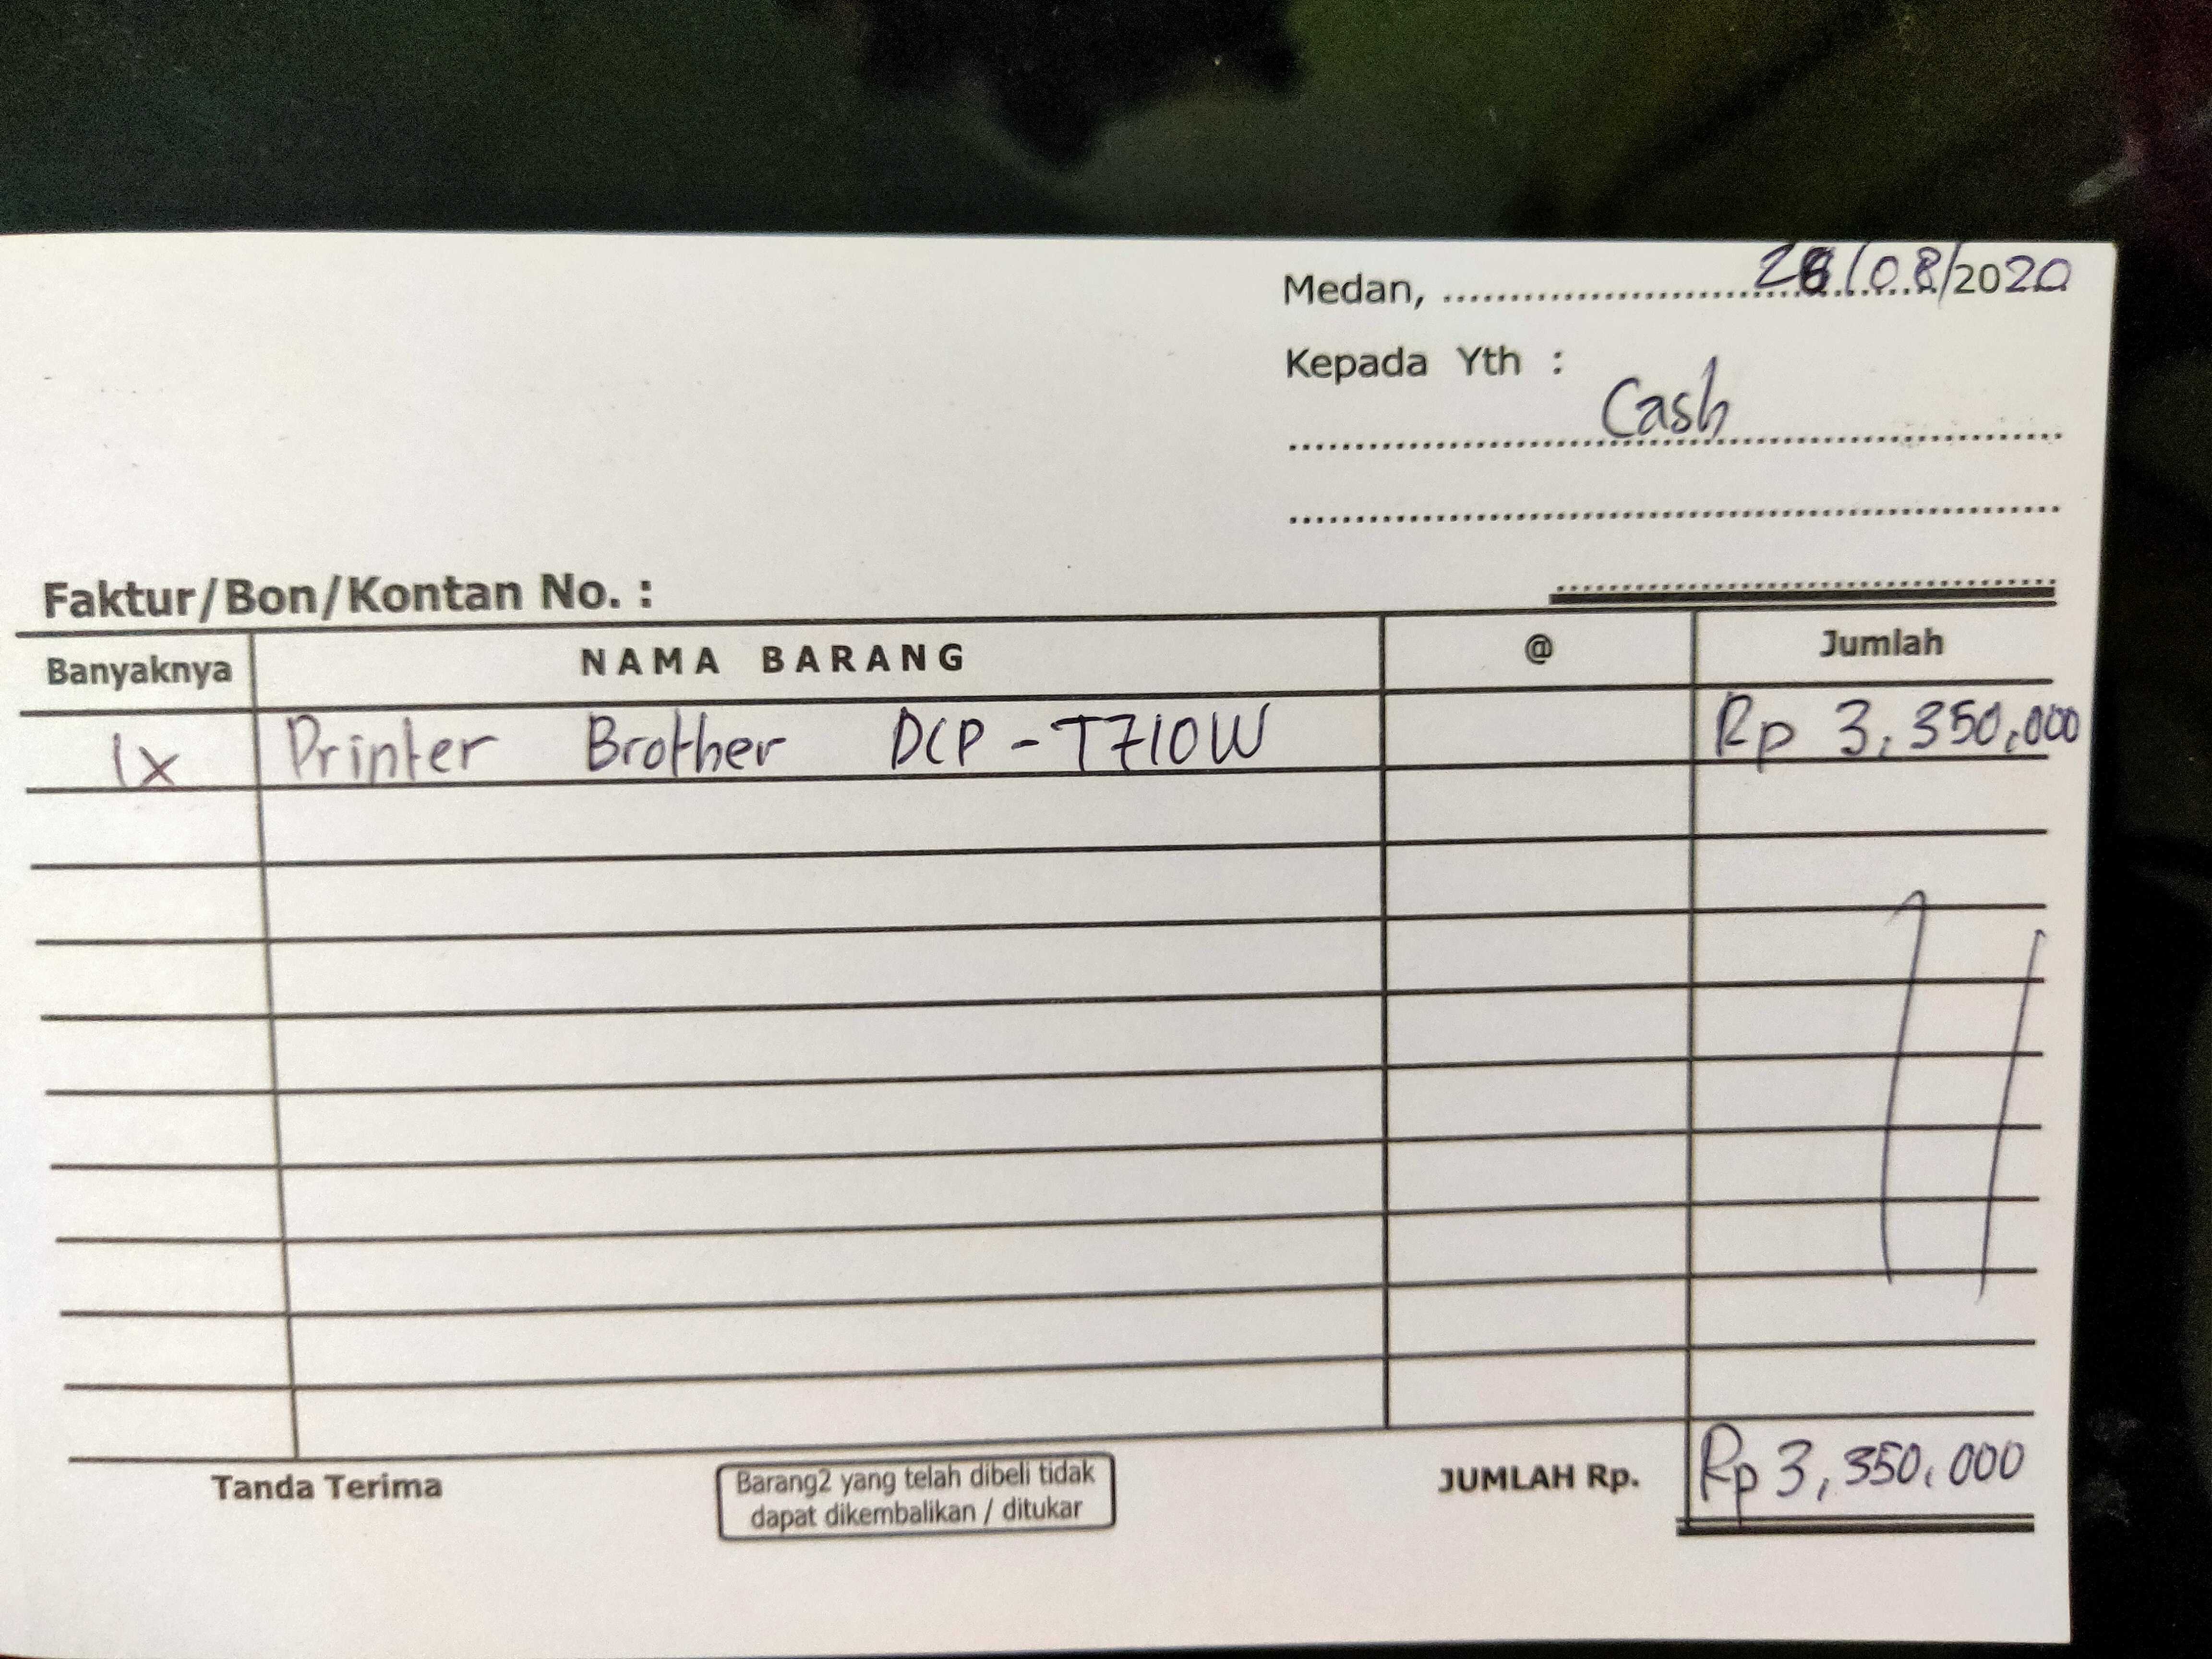 Medan, ........................../08/2020
Kepada Yth :
Cash
Faktur/Bon/Kontan No. :
Banyaknya NAMA BARANG @ Jumlah
1x Printer Brother DCP-T710W Rp 3,350,000
Tanda Terima
Barang2 yang telah dibeli tidak
dapat dikembalikan / ditukar
JUMLAH Rp. Rp 3,350,000